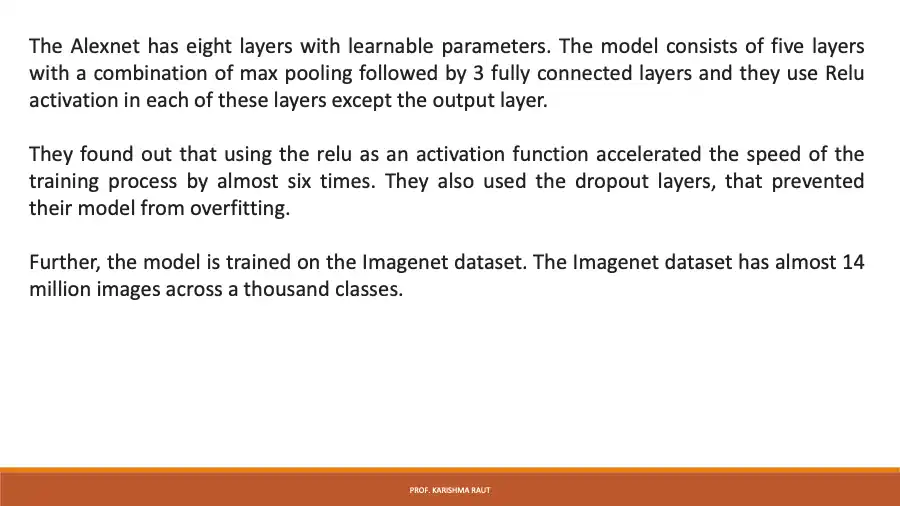 The Alexnet has eight layers with learnable parameters. The model consists of five layers
with a combination of max pooling followed by 3 fully connected layers and they use Relu
activation in each of these layers except the output layer.
They found out that using the relu as an activation function accelerated the speed of the
training process by almost six times. They also used the dropout layers, that prevented
their model from overfitting.
Further, the model is trained on the Imagenet dataset. The Imagenet dataset has almost 14
million images across a thousand classes.
PROF. KARISHMA RAUT